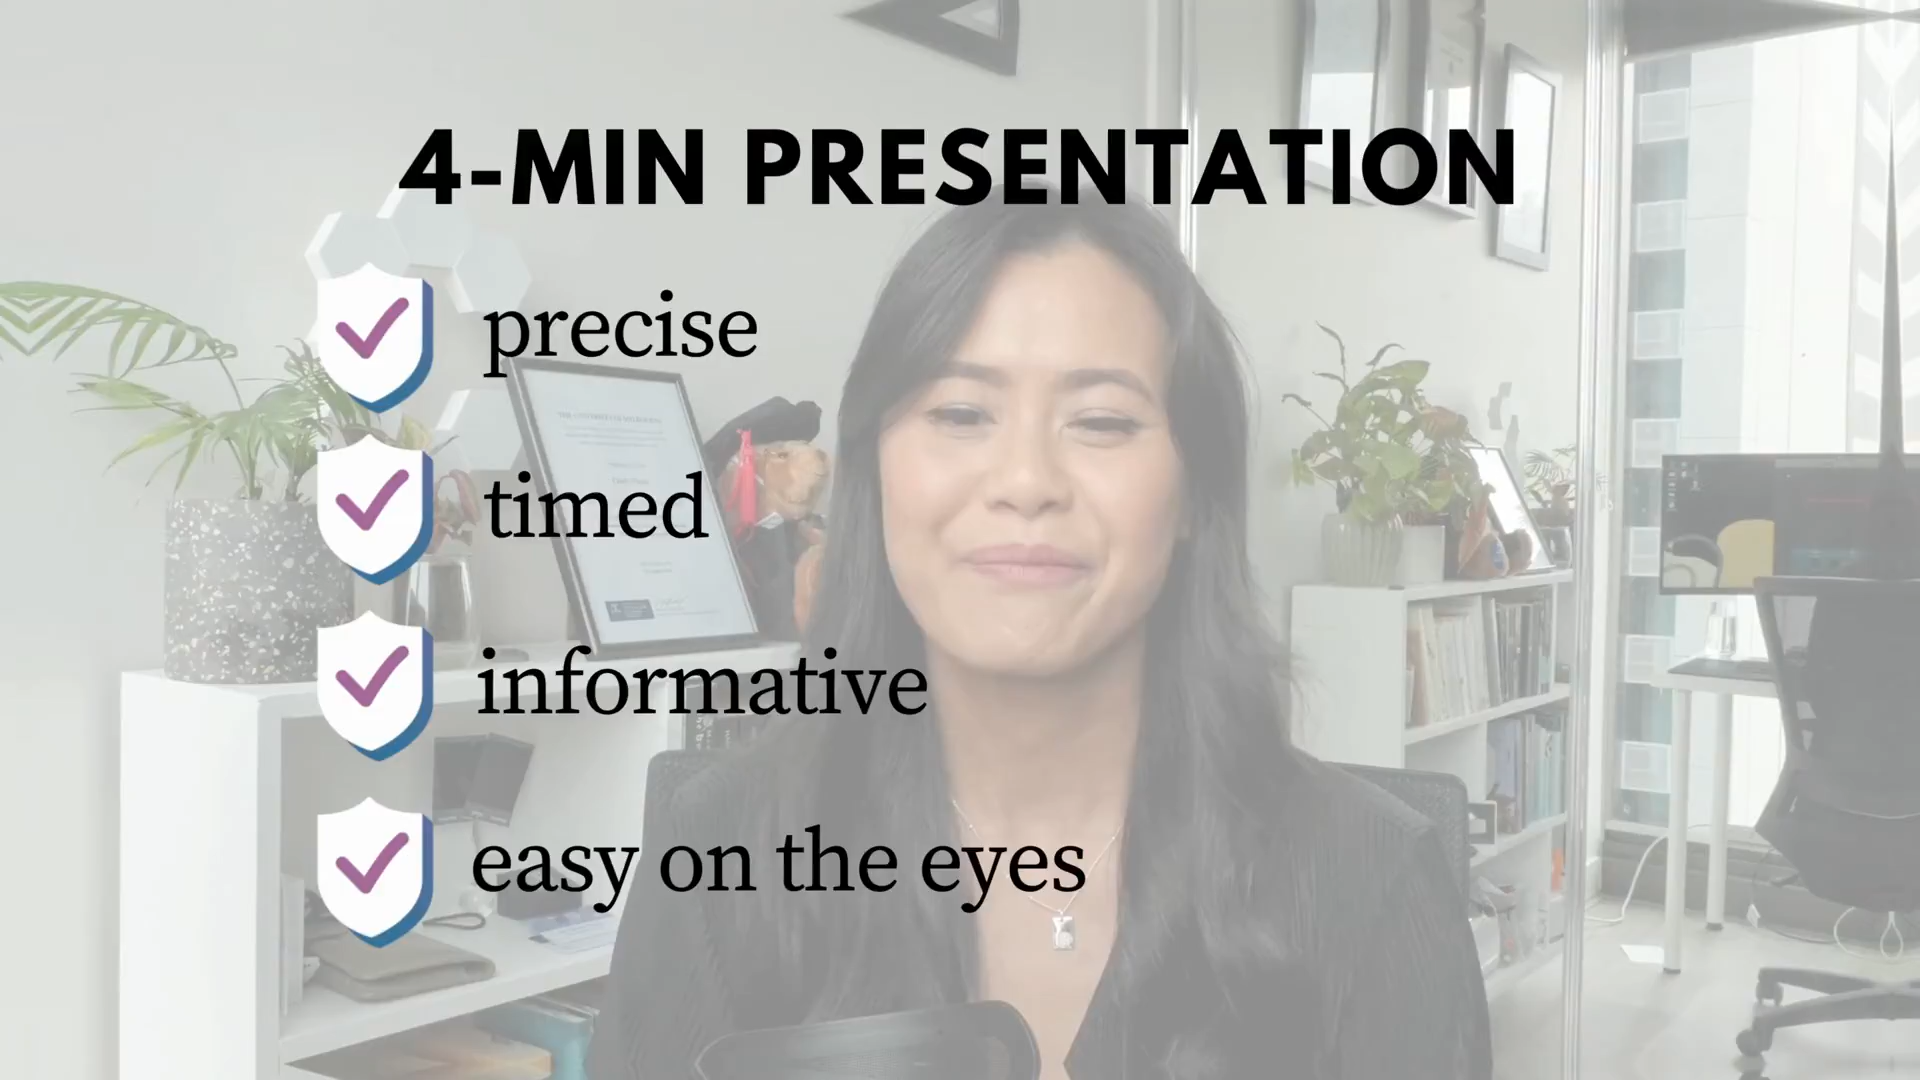 4-MIN PRESENTATION
precise
timed
informative
easy on the eyes